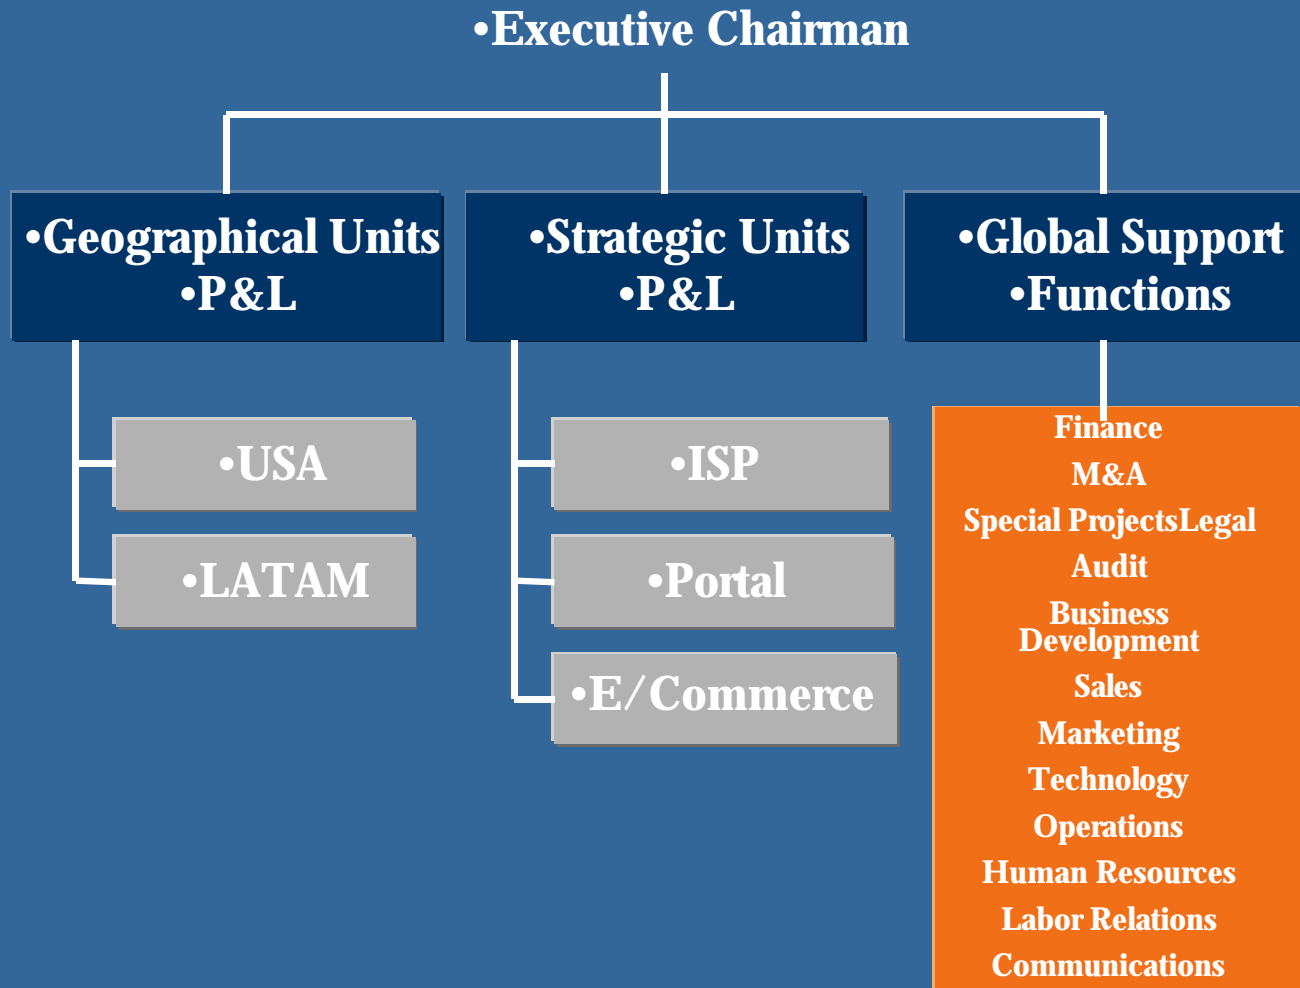 •Executive Chairman
•Geographical Units
•P&L
•Strategic Units
•P&L
•Global Support
•Functions
•USA
•LATAM
•ISP
•Portal
•E/Commerce
Finance
M&A
Special ProjectsLegal
Audit
Business
Development
Sales
Marketing
Technology
Operations
Human Resources
Labor Relations
Communications